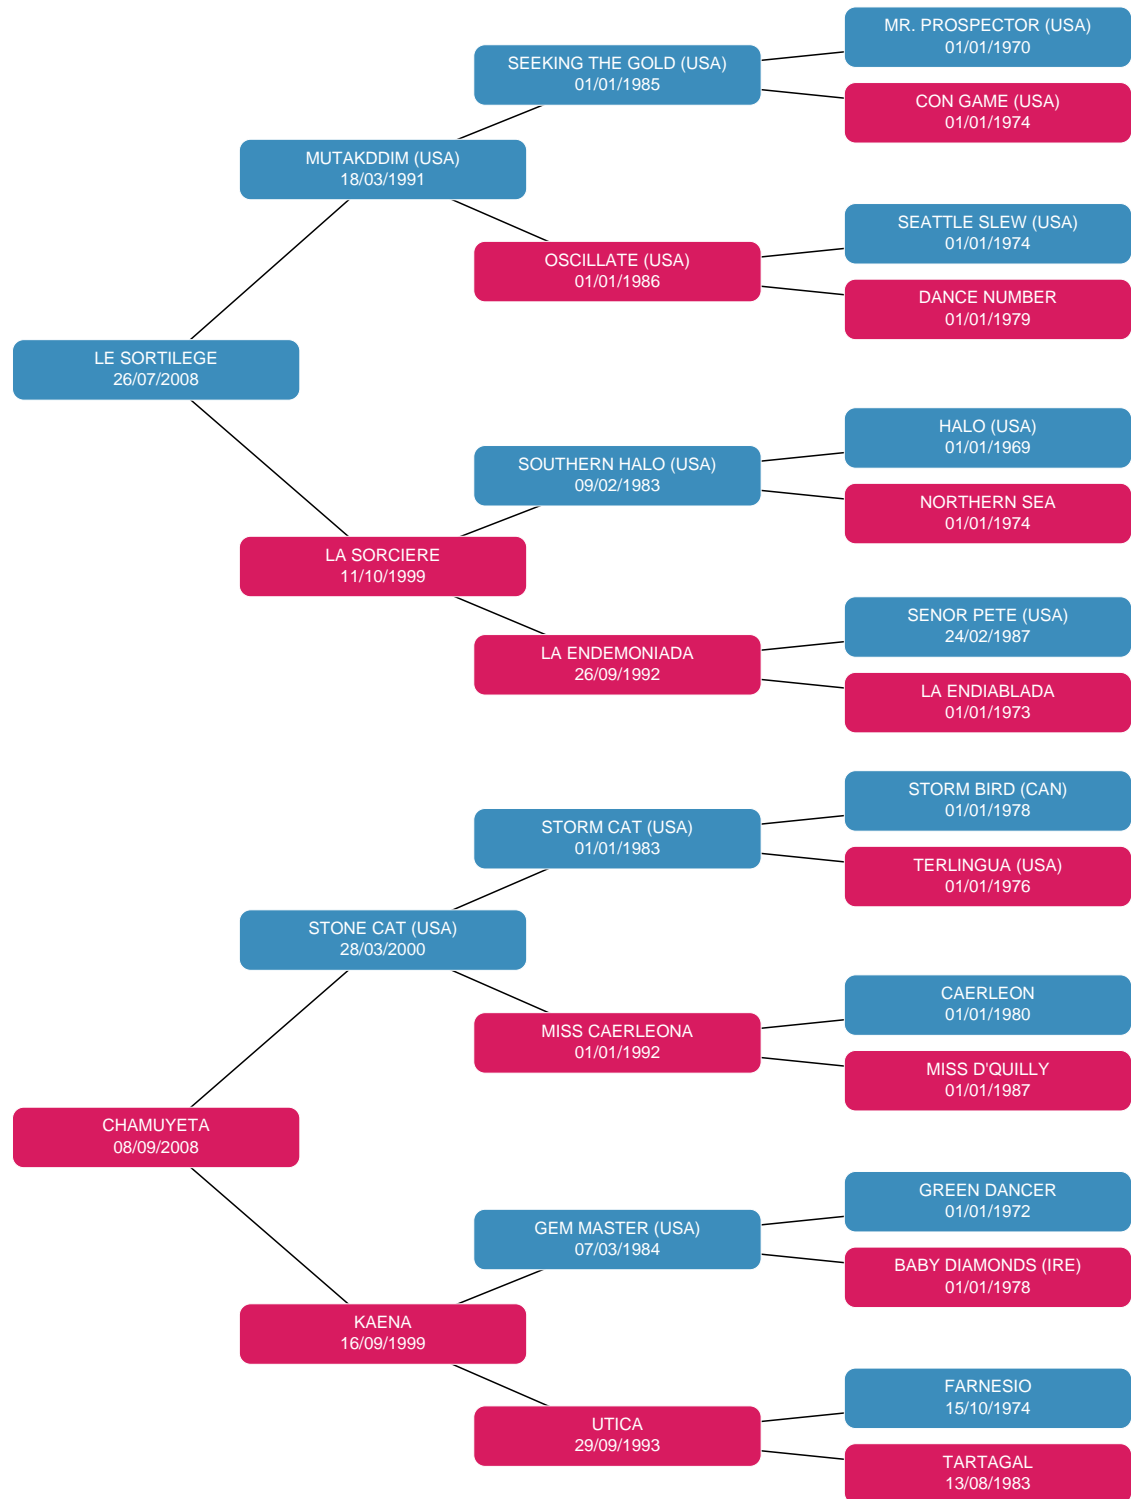 MR. PROSPECTOR (USA)
01/01/1970
SEEKING THE GOLD (USA)
01/01/1985
CON GAME (USA)
01/01/1974
MUTAKDDIM (USA)
18/03/1991
SEATTLE SLEW (USA)
01/01/1974
OSCILLATE (USA)
01/01/1986
DANCE NUMBER
01/01/1979
LE SORTILEGE
26/07/2008
HALO (USA)
01/01/1969
SOUTHERN HALO (USA)
09/02/1983
NORTHERN SEA
01/01/1974
LA SORCIERE
11/10/1999
SENOR PETE (USA)
24/02/1987
LA ENDEMONIADA
26/09/1992
LA ENDIABLADA
01/01/1973
STORM BIRD (CAN)
01/01/1978
STORM CAT (USA)
01/01/1983
TERLINGUA (USA)
01/01/1976
STONE CAT (USA)
28/03/2000
CAERLEON
01/01/1980
MISS CAERLEONA
01/01/1992
MISS D'QUILLY
01/01/1987
CHAMUYETA
08/09/2008
GREEN DANCER
01/01/1972
GEM MASTER (USA)
07/03/1984
BABY DIAMONDS (IRE)
01/01/1978
KAENA
16/09/1999
FARNESIO
15/10/1974
UTICA
29/09/1993
TARTAGAL
13/08/1983